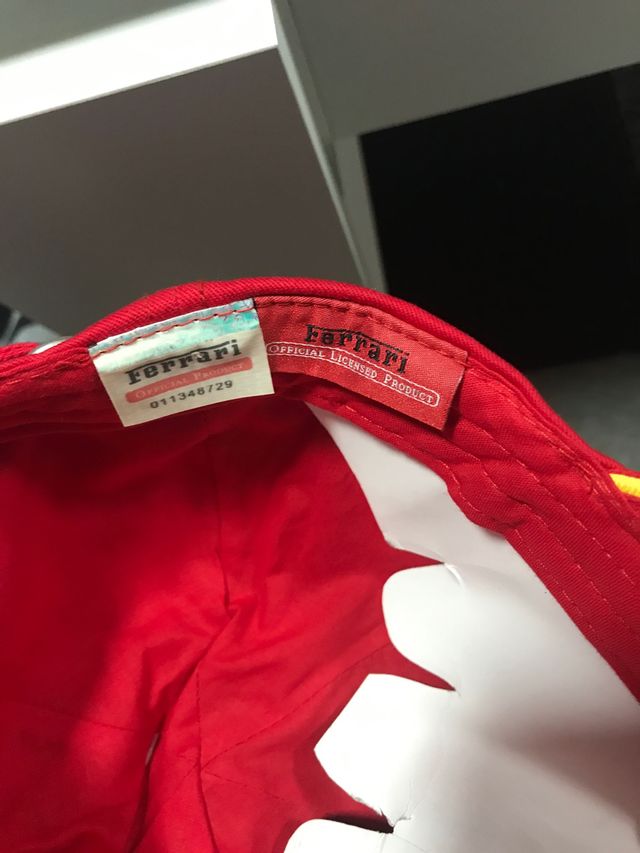 Ferrari
OFFICIAL PRODUCT
011348729
Ferrari
OFFICIAL LICENSED PRODUCT